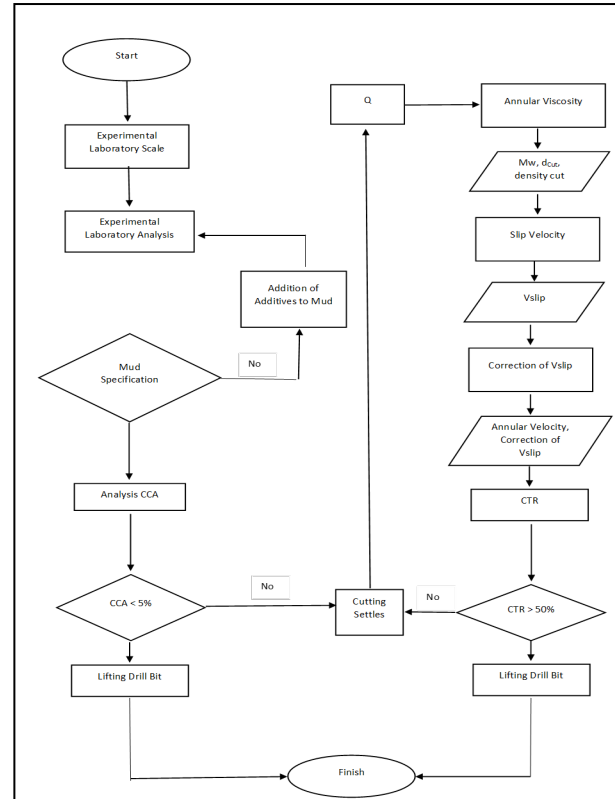 Start
Experimental
Laboratory Scale
Experimental
Laboratory Analysis
Addition of
Additives to Mud
Mud
Specification
No
Analysis CCA
CCA < 5%
No
Lifting Drill Bit
Cutting
Settles
Q
Annular Viscosity
Mw, dCut,
density cut
Slip Velocity
Vslip
Correction of Vslip
Annular Velocity,
Correction of
Vslip
CTR
CTR > 50%
No
Lifting Drill Bit
Finish